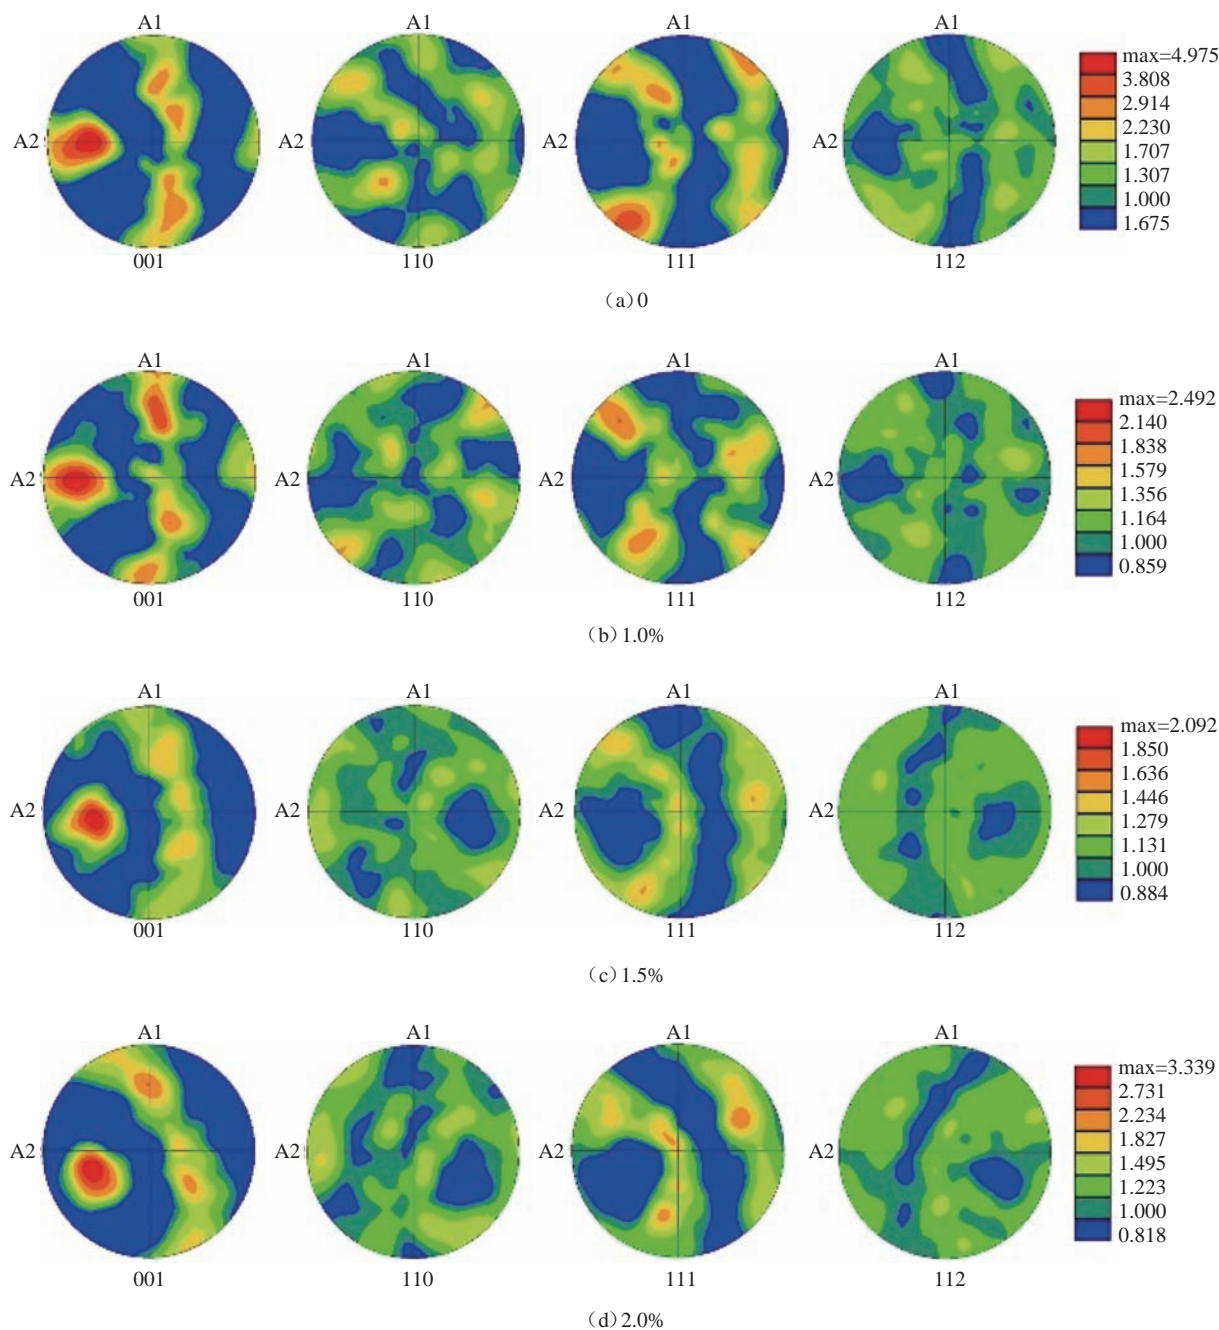 A1 A1 A1 A1
A2 A2 A2 A2
max=4.975
3.808
2.914
2.230
1.707
1.307
1.000
1.675
001 110 111 112
（a）0
A1 A1 A1 A1
A2 A2 A2 A2
max=2.492
2.140
1.838
1.579
1.356
1.164
1.000
0.859
001 110 111 112
（b）1.0%
A1 A1 A1 A1
A2 A2 A2 A2
max=2.092
1.850
1.636
1.446
1.279
1.131
1.000
0.884
001 110 111 112
（c）1.5%
A1 A1 A1 A1
A2 A2 A2 A2
max=3.339
2.731
2.234
1.827
1.495
1.223
1.000
0.818
001 110 111 112
（d）2.0%